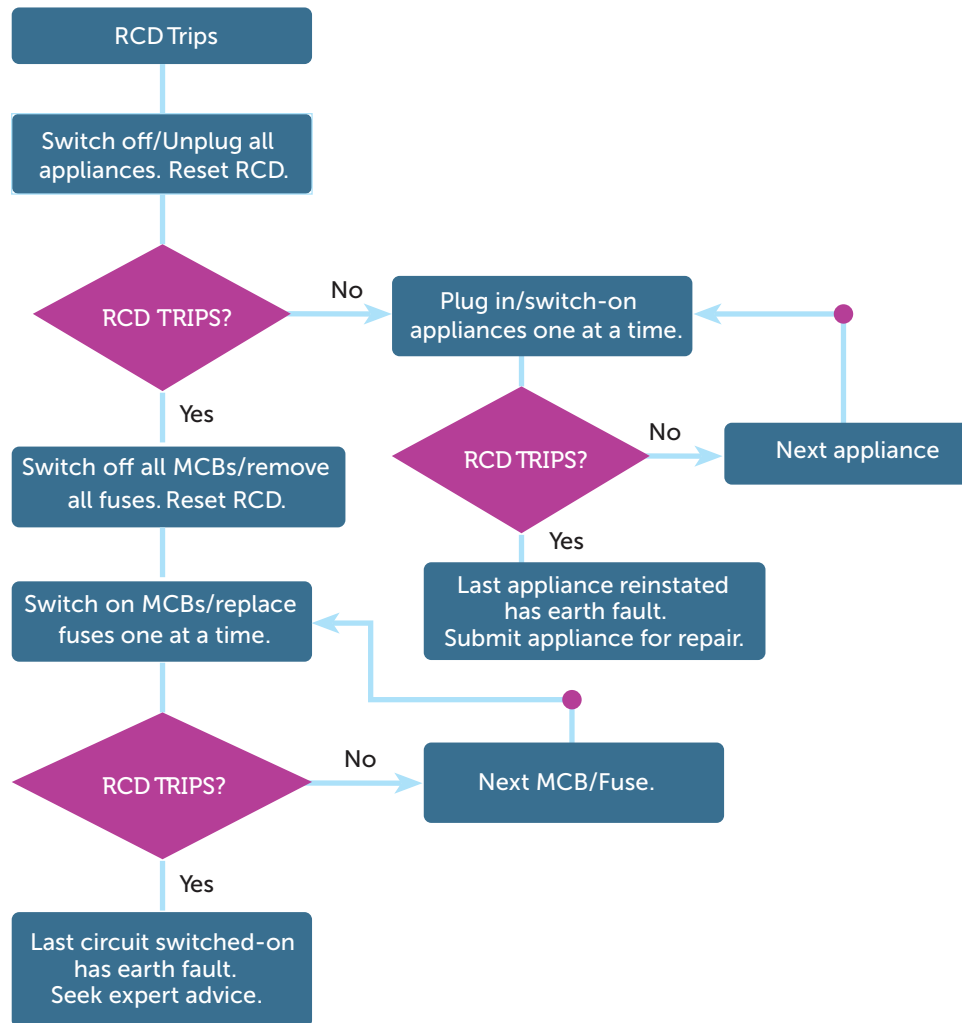 RCD Trips
Switch off/Unplug all
appliances. Reset RCD.
RCD TRIPS?
No
Plug in/switch-on
appliances one at a time.
Yes
RCD TRIPS?
No
Next appliance
Switch off all MCBs/remove
all fuses. Reset RCD.
Yes
Last appliance reinstated
has earth fault.
Submit appliance for repair.
Switch on MCBs/replace
fuses one at a time.
RCD TRIPS?
No
Next MCB/Fuse.
Yes
Last circuit switched-on
has earth fault.
Seek expert advice.